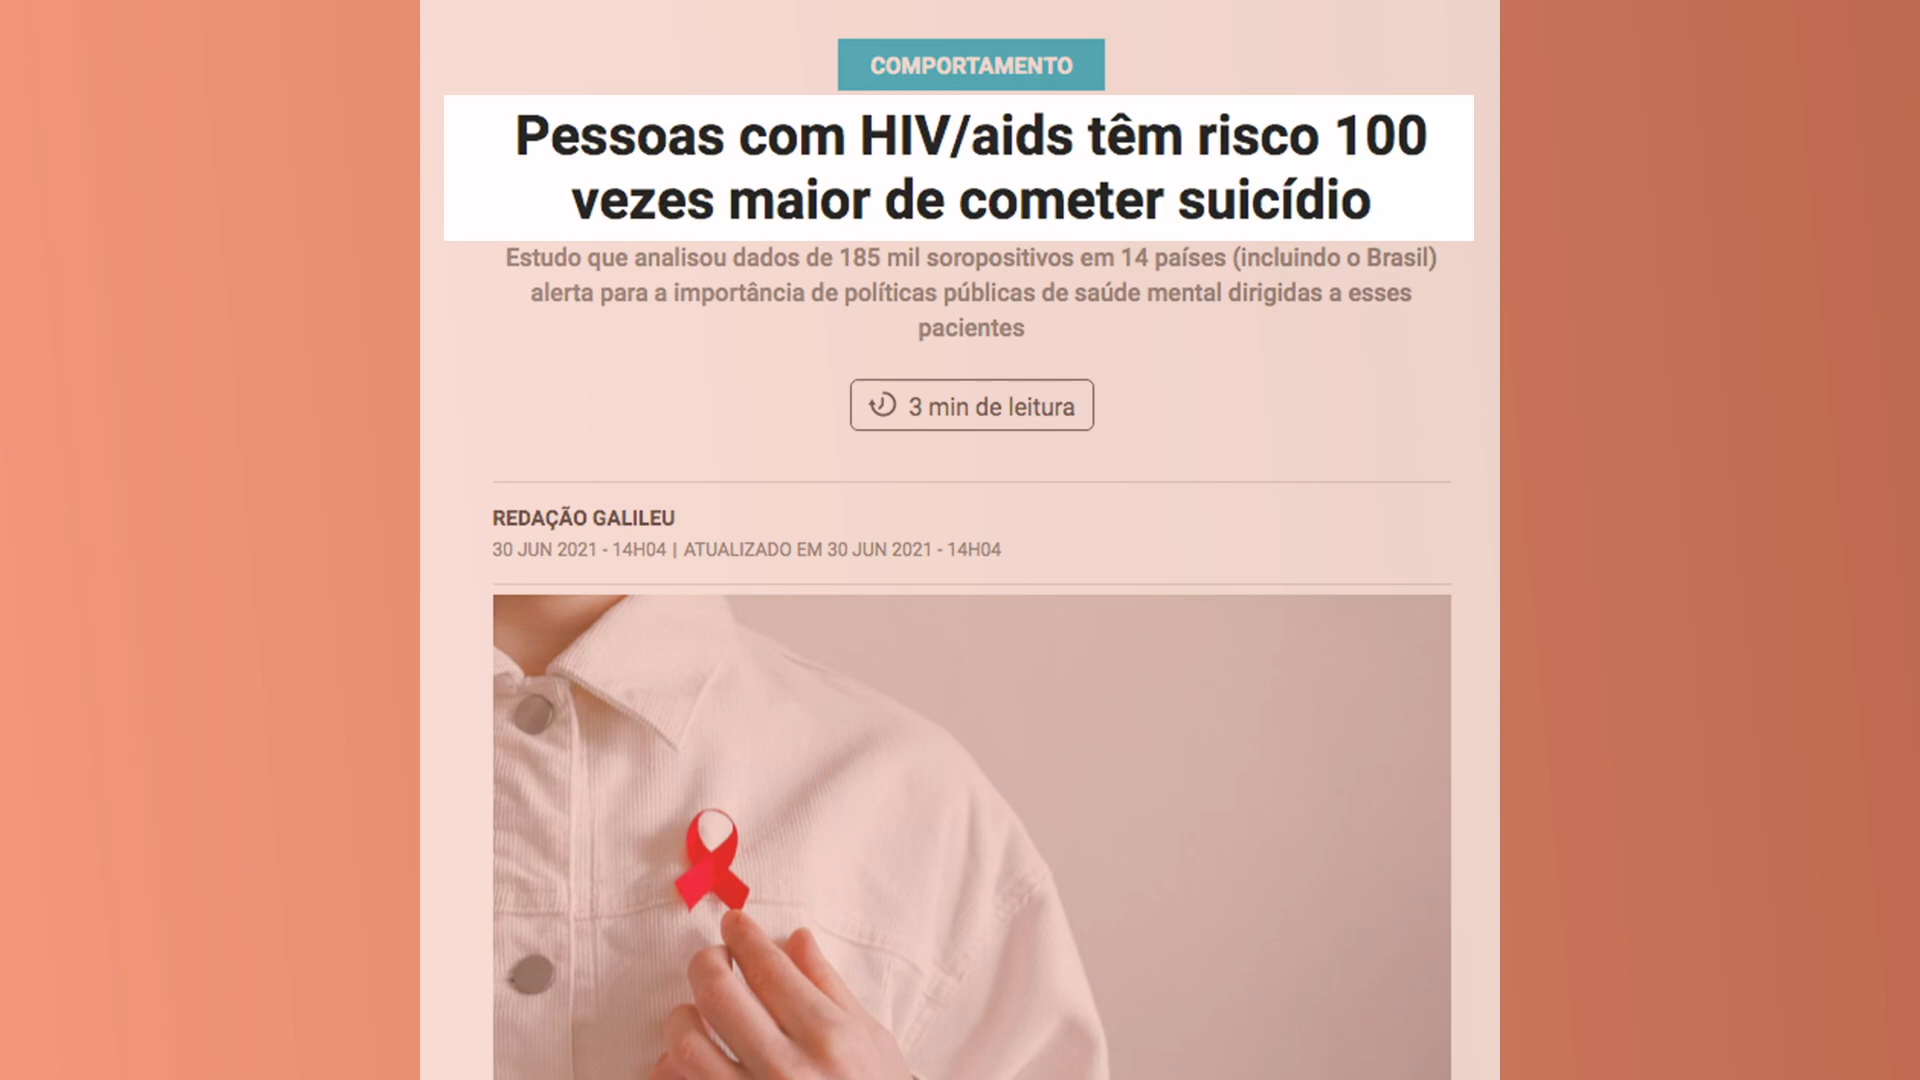 COMPORTAMENTO
Pessoas com HIV/aids têm risco 100
vezes maior de cometer suicídio
Estudo que analisou dados de 185 mil soropositivos em 14 países (incluindo o Brasil)
alerta para a importância de políticas públicas de saúde mental dirigidas a esses
pacientes
3 min de leitura
REDAÇÃO GALILEU
30 JUN 2021 - 14H04 | ATUALIZADO EM 30 JUN 2021 - 14H04